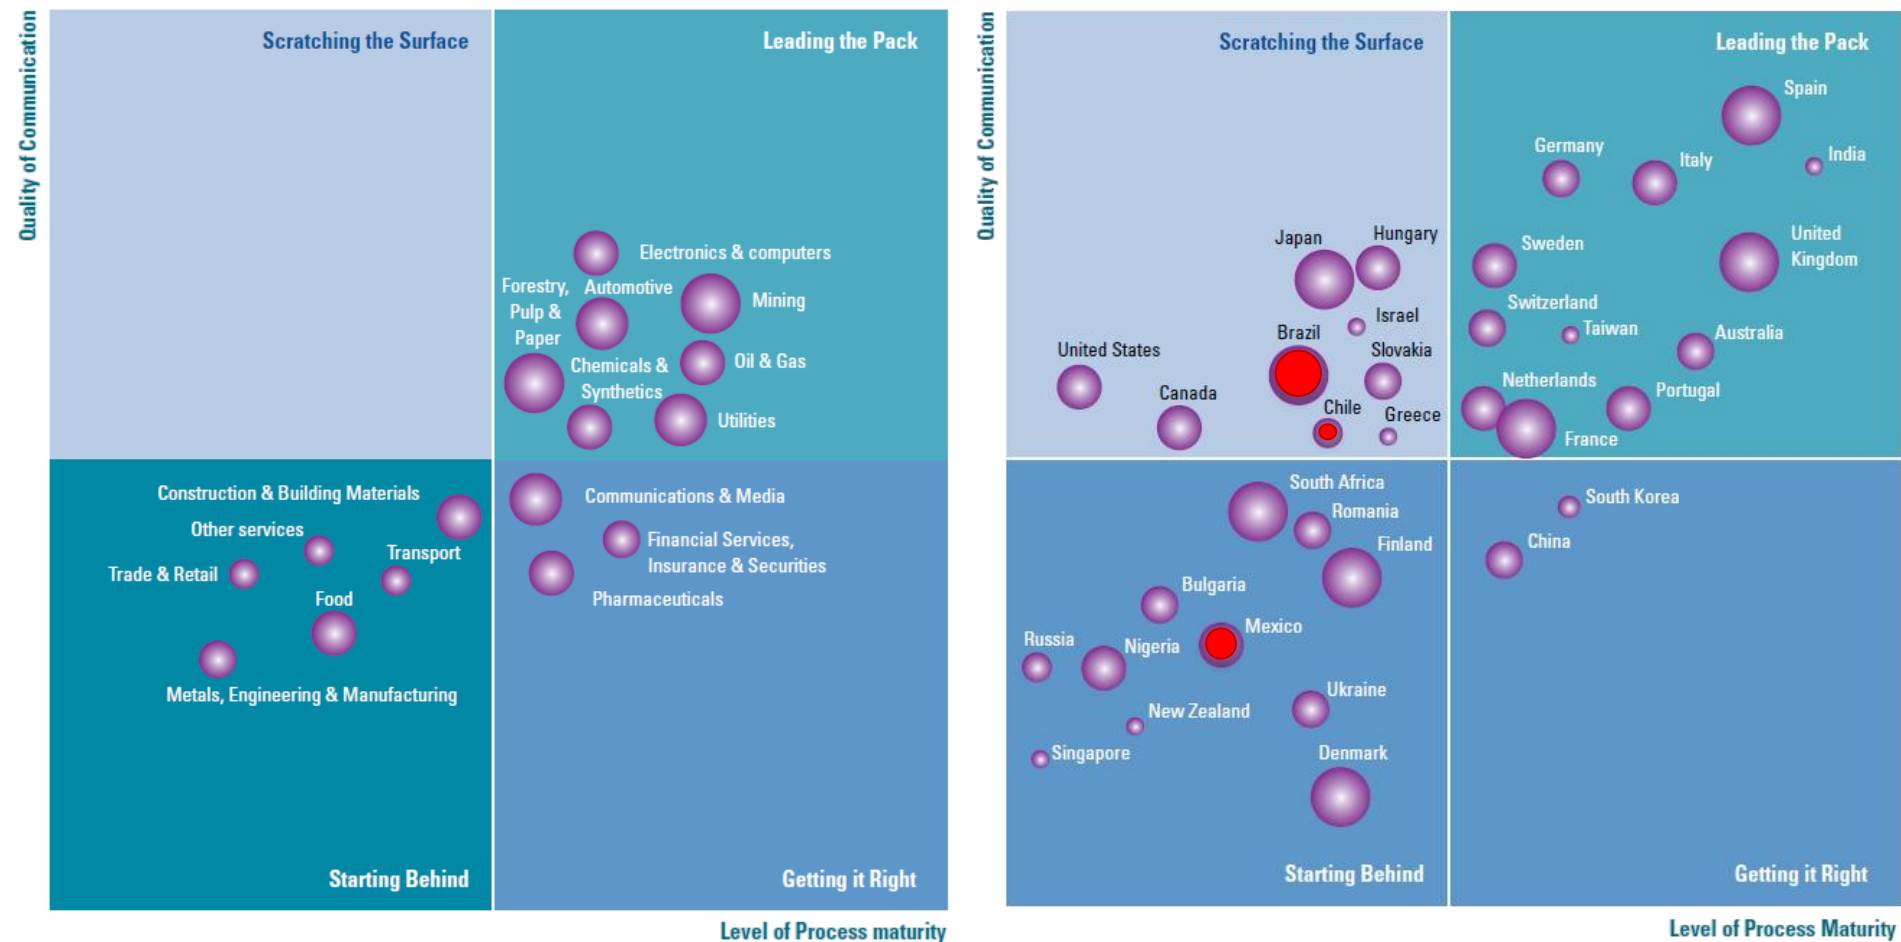 Quality of Communication
Scratching the Surface
Leading the Pack
Electronics & computers
Forestry,
Pulp &
Paper
Automotive
Mining
Chemicals &
Synthetics
Oil & Gas
Utilities
Construction & Building Materials
Other services
Trade & Retail
Transport
Food
Metals, Engineering & Manufacturing
Communications & Media
Financial Services,
Insurance & Securities
Pharmaceuticals
Starting Behind
Getting it Right
Level of Process maturity
Quality of Communication
Scratching the Surface
Leading the Pack
Japan
Hungary
Israel
Brazil
Slovakia
United States
Canada
Chile
Greece
Spain
Germany
Italy
India
Sweden
United
Kingdom
Switzerland
Taiwan
Australia
Netherlands
Portugal
France
South Africa
Romania
Finland
Bulgaria
Mexico
Russia
Nigeria
Ukraine
New Zealand
Singapore
Denmark
South Korea
China
Starting Behind
Getting it Right
Level of Process Maturity